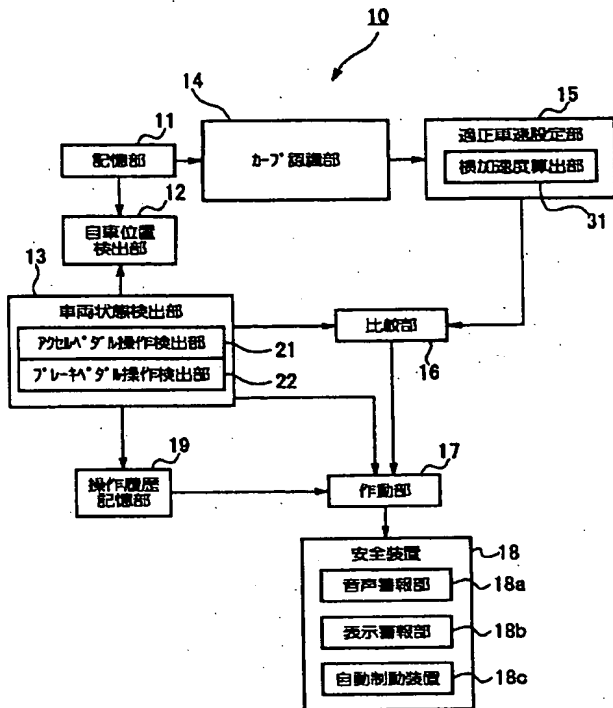 10
14
15
11
記憶部
カーブ認識部
適正車速設定部
横加速度算出部
31
12
自車位置
検出部
13
車両状態検出部
アクセルペダル操作検出部
21
ブレーキペダル操作検出部
22
比較部
16
19
操作履歴
記憶部
17
作動部
安全装置
18
音声警報部
18a
表示警報部
18b
自動制動装置
18c